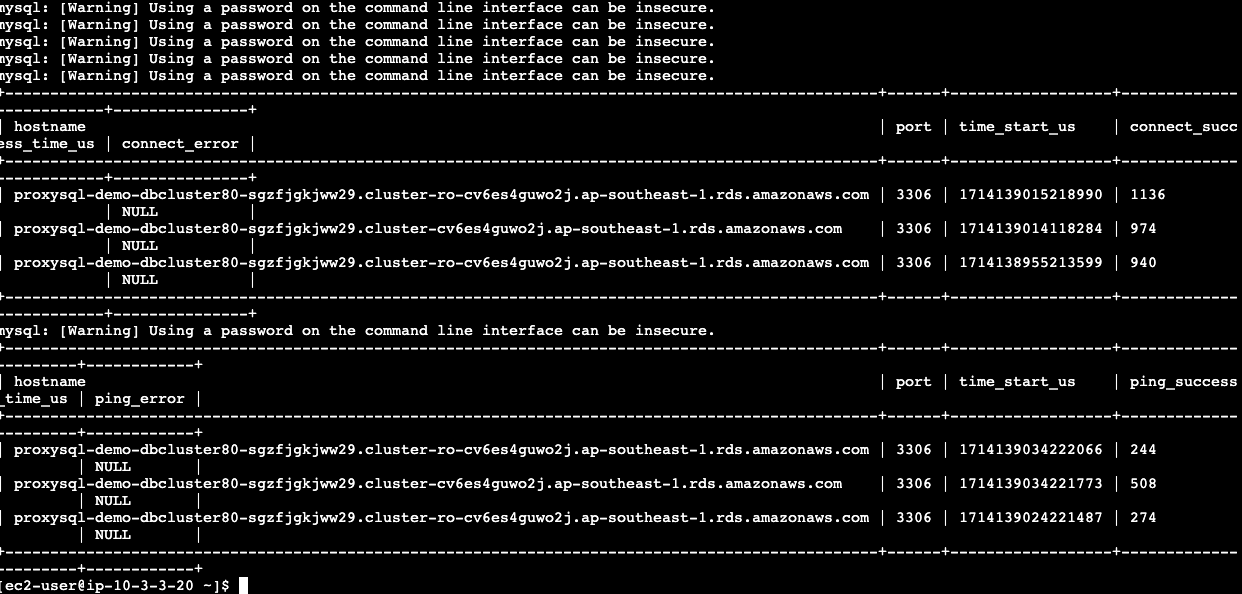 mysql: [Warning] Using a password on the command line interface can be insecure.
mysql: [Warning] Using a password on the command line interface can be insecure.
mysql: [Warning] Using a password on the command line interface can be insecure.
mysql: [Warning] Using a password on the command line interface can be insecure.
mysql: [Warning] Using a password on the command line interface can be insecure.
+-------------------------------------------------------------------------------------------------+------+------------------+-------------
------------+---------------+
| hostname | port | time_start_us | connect_succ
ess_time_us | connect_error |
+-------------------------------------------------------------------------------------------------+------+------------------+-------------
------------+---------------+
| proxysql-demo-dbcluster80-sgzfjgkjww29.cluster-ro-cv6es4guwo2j.ap-southeast-1.rds.amazonaws.com | 3306 | 1714139015218990 | 1136
| NULL |
| proxysql-demo-dbcluster80-sgzfjgkjww29.cluster-cv6es4guwo2j.ap-southeast-1.rds.amazonaws.com | 3306 | 1714139014118284 | 974
| NULL |
| proxysql-demo-dbcluster80-sgzfjgkjww29.cluster-ro-cv6es4guwo2j.ap-southeast-1.rds.amazonaws.com | 3306 | 1714138955213599 | 940
| NULL |
+-------------------------------------------------------------------------------------------------+------+------------------+-------------
------------+---------------+
mysql: [Warning] Using a password on the command line interface can be insecure.
+-------------------------------------------------------------------------------------------------+------+------------------+-------------
---------+------------+
| hostname | port | time_start_us | ping_success
_time_us | ping_error |
+-------------------------------------------------------------------------------------------------+------+------------------+-------------
---------+------------+
| proxysql-demo-dbcluster80-sgzfjgkjww29.cluster-ro-cv6es4guwo2j.ap-southeast-1.rds.amazonaws.com | 3306 | 1714139034222066 | 244
| NULL |
| proxysql-demo-dbcluster80-sgzfjgkjww29.cluster-cv6es4guwo2j.ap-southeast-1.rds.amazonaws.com | 3306 | 1714139034221773 | 508
| NULL |
| proxysql-demo-dbcluster80-sgzfjgkjww29.cluster-ro-cv6es4guwo2j.ap-southeast-1.rds.amazonaws.com | 3306 | 1714139024221487 | 274
| NULL |
+-------------------------------------------------------------------------------------------------+------+------------------+-------------
---------+------------+
[ec2-user@ip-10-3-3-20 ~]$